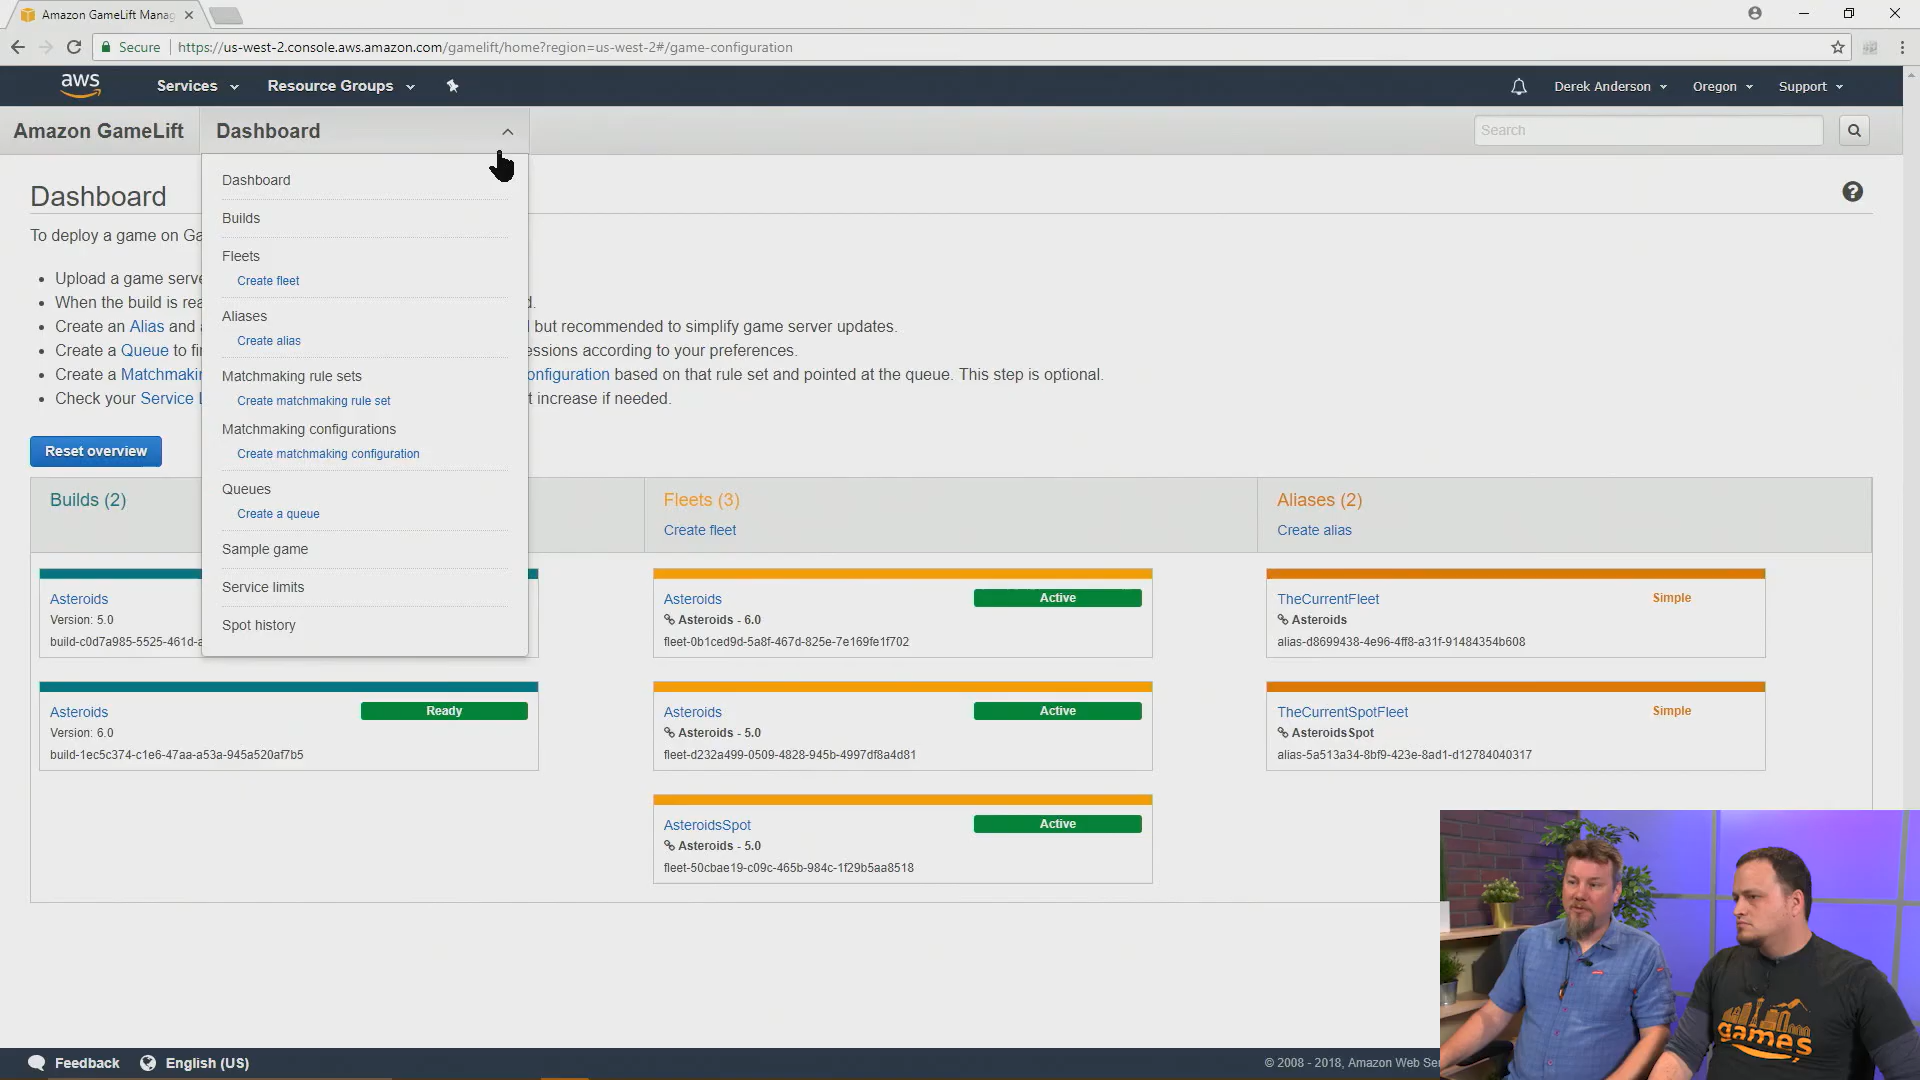 Amazon GameLift Mana
Secure
https://us-west-2.console.aws.amazon.com/gamelift/home?region=us-west-2#/game-configuration
aws
Services
Resource Groups
Derek Anderson
Oregon
Support
Amazon GameLift
Dashboard
Search
Dashboard
Builds
Fleets
Create fleet
Aliases
Create alias
Matchmaking rule sets
Create matchmaking rule set
Matchmaking configurations
Create matchmaking configuration
Queues
Create a queue
Sample game
Service limits
Spot history
Dashboard
To deploy a game on Ga
Upload a game serve
When the build is rea d.
Create an Alias and a but recommended to simplify game server updates.
Create a Queue to fi essions according to your preferences.
Create a Matchmakin onfiguration based on that rule set and pointed at the queue. This step is optional.
Check your Service L t increase if needed.
Reset overview
Builds (2)
Asteroids
Version: 5.0
build-c0d7a985-5525-461d-a
Asteroids
Ready
Version: 6.0
build-1ec5c374-c1e6-47aa-a53a-945a520af7b5
Fleets (3)
Create fleet
Asteroids
Active
Asteroids - 6.0
fleet-0b1ced9d-5a8f-467d-825e-7e169fe1f702
Asteroids
Active
Asteroids - 5.0
fleet-d232a499-0509-4828-945b-4997df8a4d81
AsteroidsSpot
Active
Asteroids - 5.0
fleet-50cbae19-c09c-465b-984c-1f29b5aa8518
Aliases (2)
Create alias
TheCurrentFleet
Simple
Asteroids
alias-d8699438-4e96-4ff8-a31f-91484354b608
TheCurrentSpotFleet
Simple
AsteroidsSpot
alias-5a513a34-8bf9-423e-8ad1-d12784040317
games
Feedback
English (US)
© 2008 - 2018, Amazon Web Ser